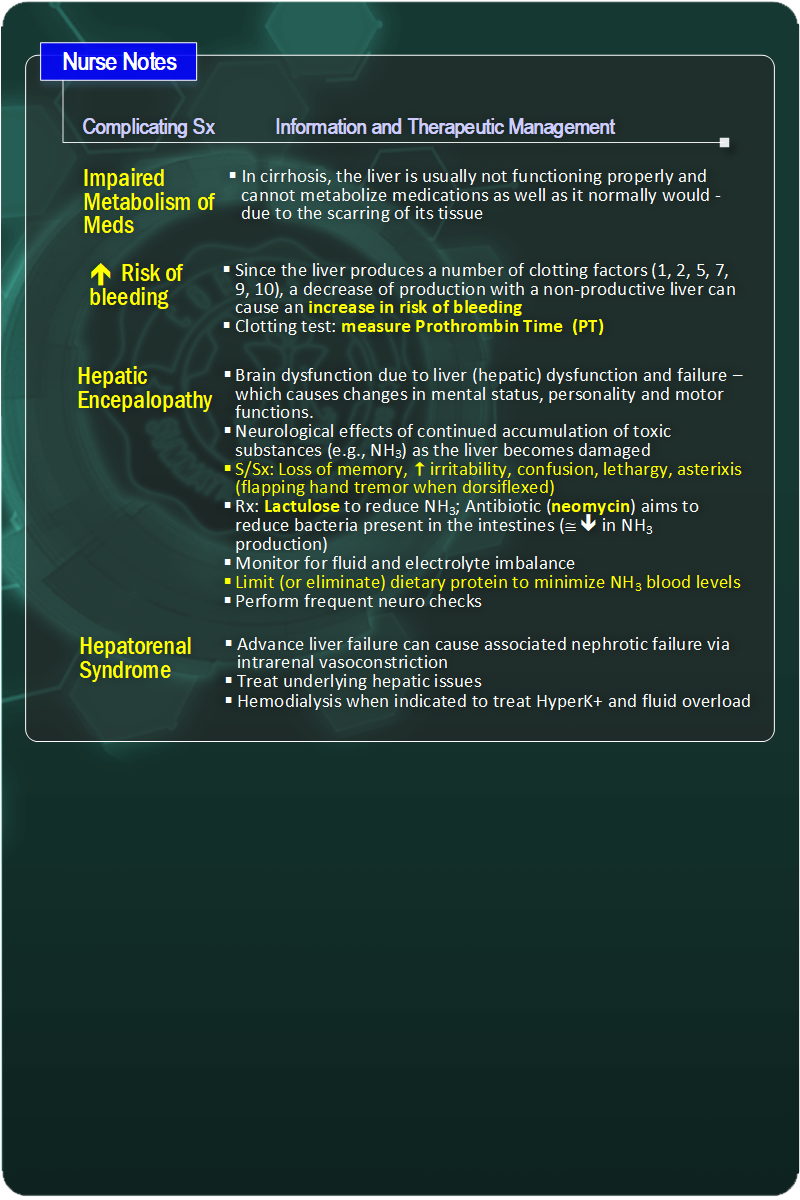 Nurse Notes
Complicating Sx
Information and Therapeutic Management
Impaired
Metabolism of
Meds
▪ In cirrhosis, the liver is usually not functioning properly and
cannot metabolize medications as well as it normally would -
due to the scarring of its tissue
🡹 Risk of
bleeding
▪ Since the liver produces a number of clotting factors (1, 2, 5, 7,
9, 10), a decrease of production with a non-productive liver can
cause an increase in risk of bleeding
▪ Clotting test: measure Prothrombin Time (PT)
Hepatic
Encepalopathy
▪ Brain dysfunction due to liver (hepatic) dysfunction and failure –
which causes changes in mental status, personality and motor
functions.
▪ Neurological effects of continued accumulation of toxic
substances (e.g., NH₃) as the liver becomes damaged
▪ S/Sx: Loss of memory, ↑ irritability, confusion, lethargy, asterixis
(flapping hand tremor when dorsiflexed)
▪ Rx: Lactulose to reduce NH₃; Antibiotic (neomycin) aims to
reduce bacteria present in the intestines (≅ 🡻 in NH₃
production)
▪ Monitor for fluid and electrolyte imbalance
▪ Limit (or eliminate) dietary protein to minimize NH₃ blood levels
▪ Perform frequent neuro checks
Hepatorenal
Syndrome
▪ Advance liver failure can cause associated nephrotic failure via
intrarenal vasoconstriction
▪ Treat underlying hepatic issues
▪ Hemodialysis when indicated to treat HyperK+ and fluid overload